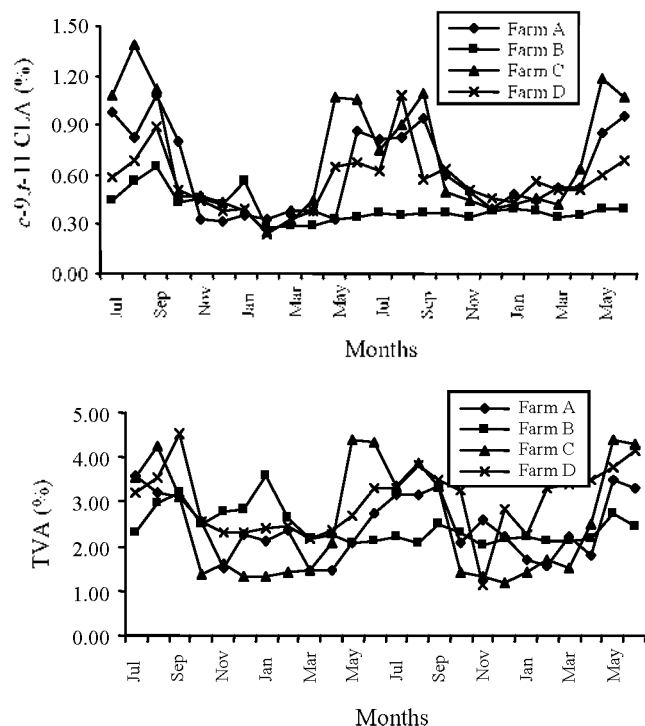 1.50
1.20
0.90
0.60
0.30
0.00
c-9,t-11 CLA (%)
Farm A
Farm B
Farm C
Farm D
Jul
Sep
Nov
Jan
Mar
May
Jul
Sep
Nov
Jan
Mar
May
Months
5.00
4.00
3.00
2.00
1.00
0.00
TVA (%)
Farm A
Farm B
Farm C
Farm D
Jul
Sep
Nov
Jan
Mar
May
Jul
Sep
Nov
Jan
Mar
May
Months